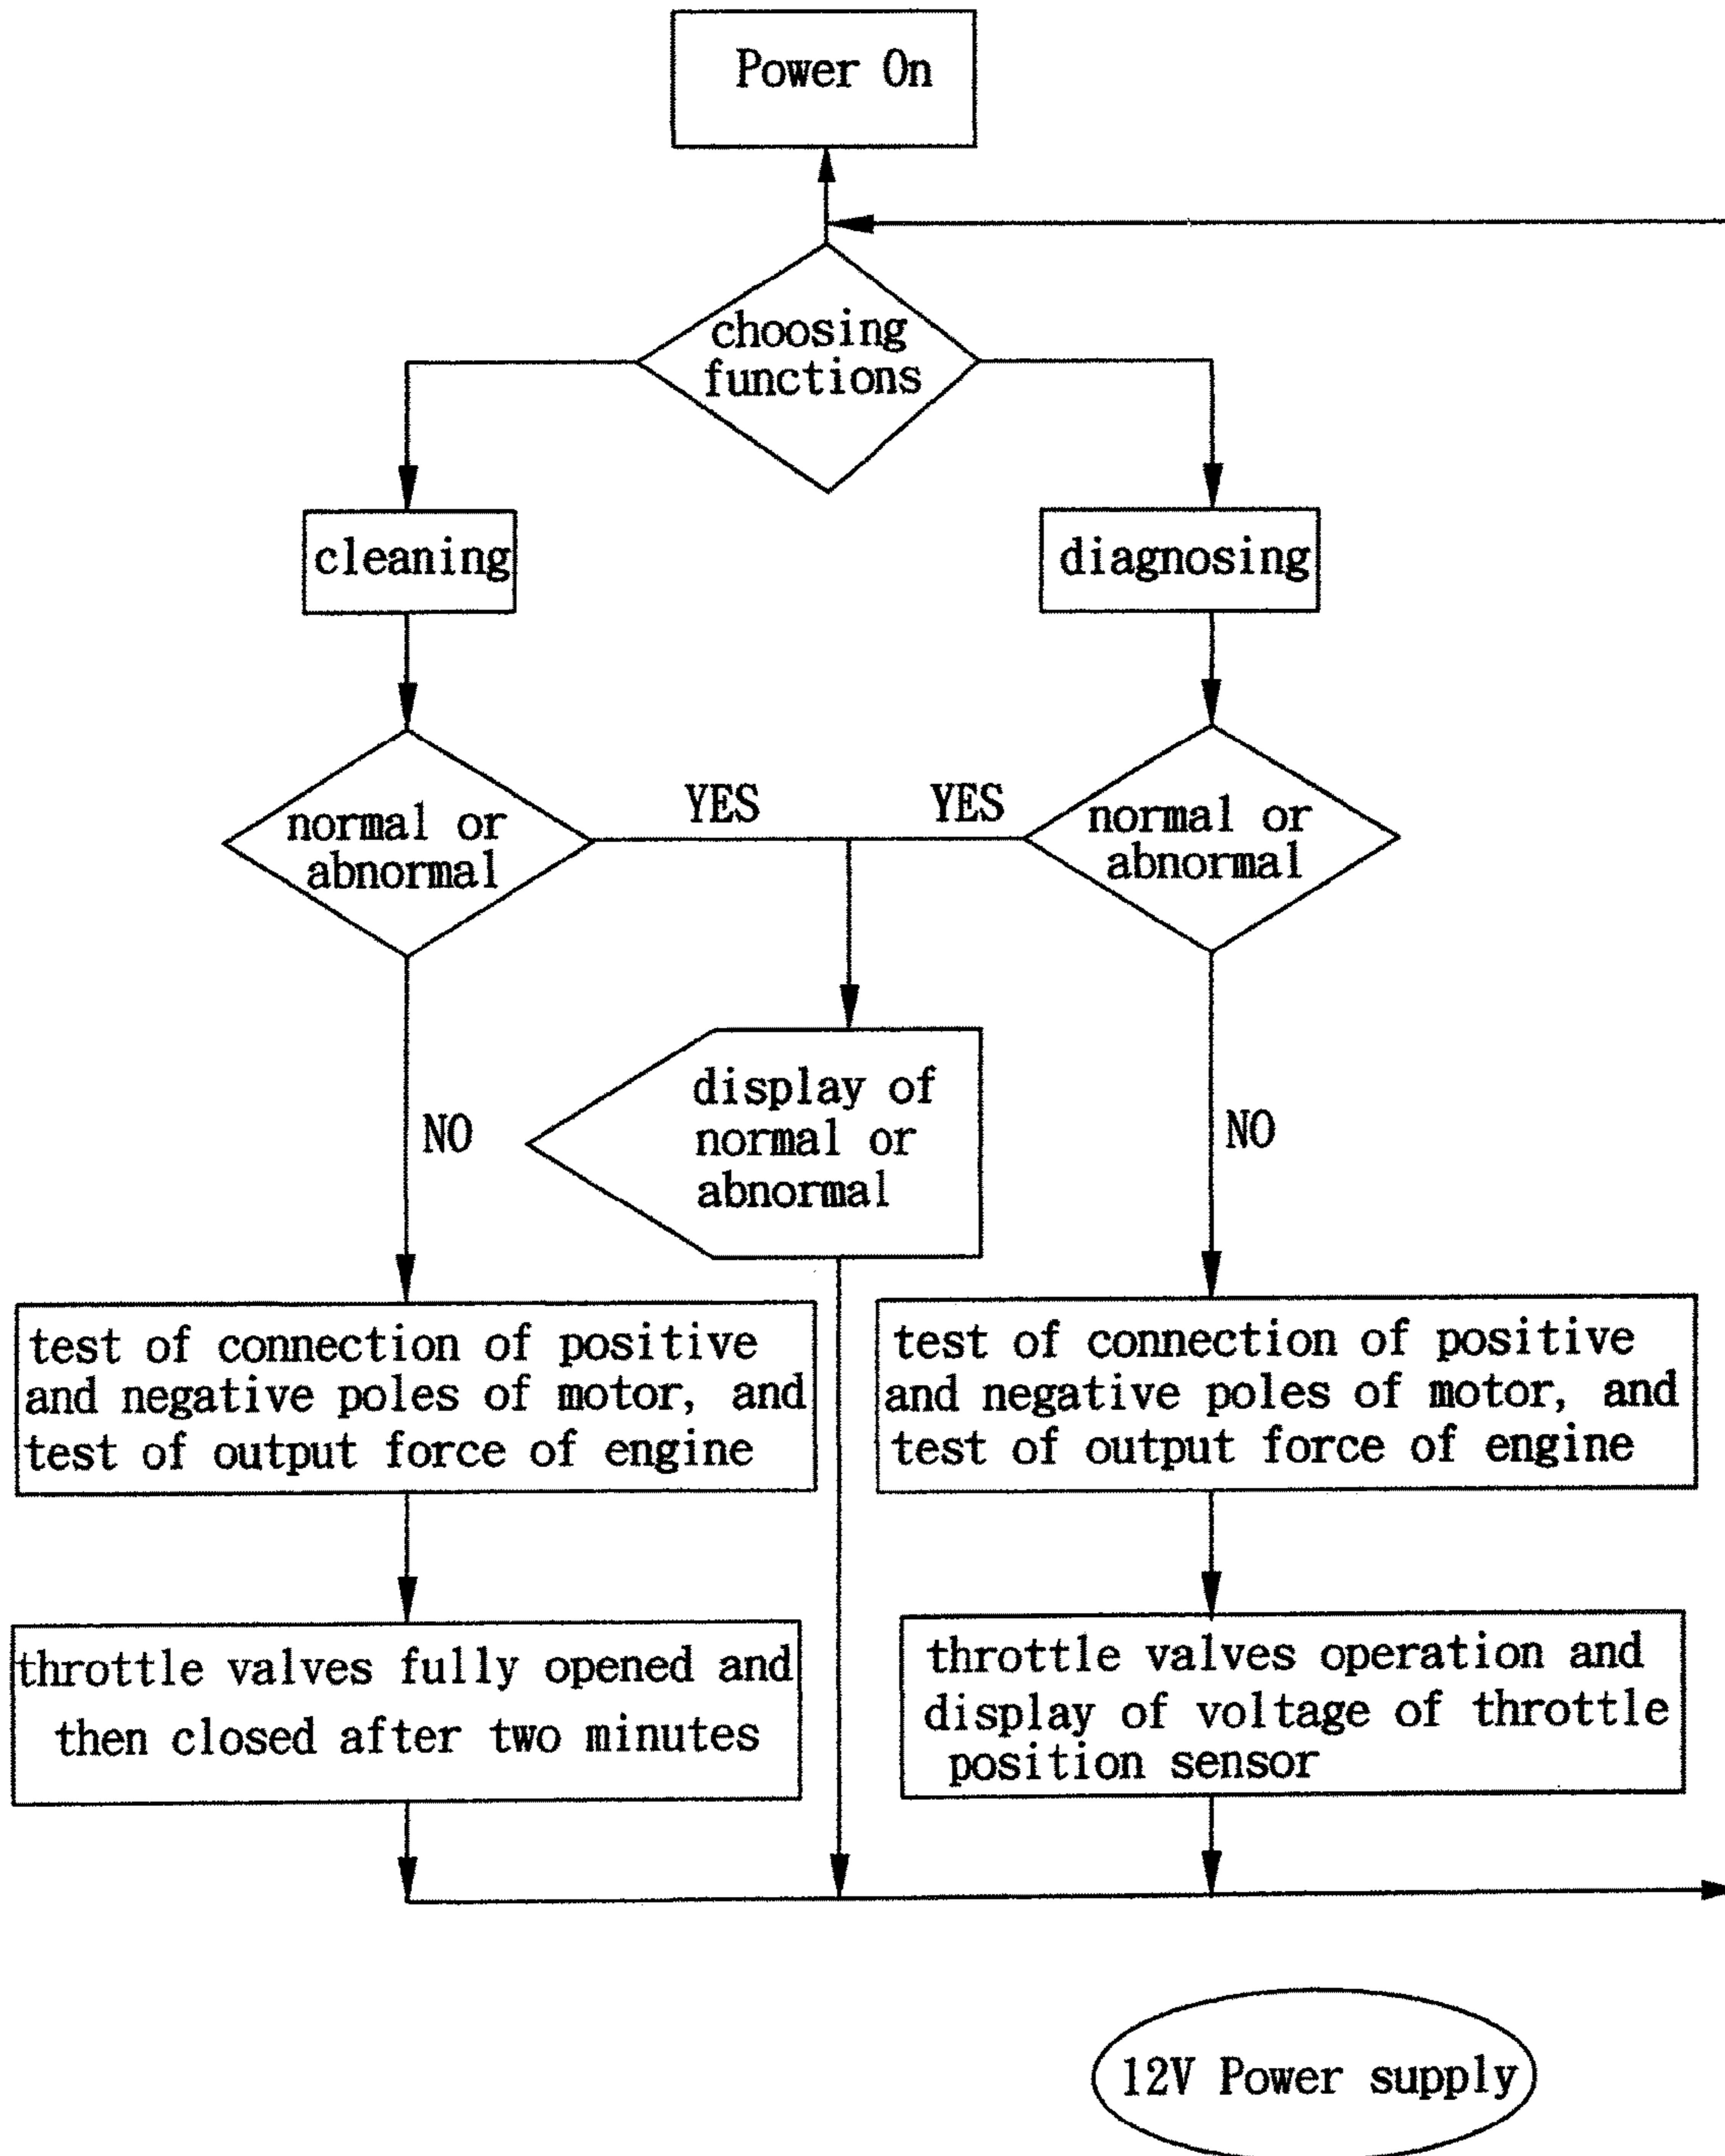 Power On
choosing
functions
cleaning
diagnosing
YES
YES
normal or
abnormal
normal or
abnormal
display of
normal or
abnormal
NO
NO
test of connection of positive
and negative poles of motor, and
test of output force of engine
test of connection of positive
and negative poles of motor, and
test of output force of engine
throttle valves fully opened and
then closed after two minutes
throttle valves operation and
display of voltage of throttle
position sensor
12V Power supply